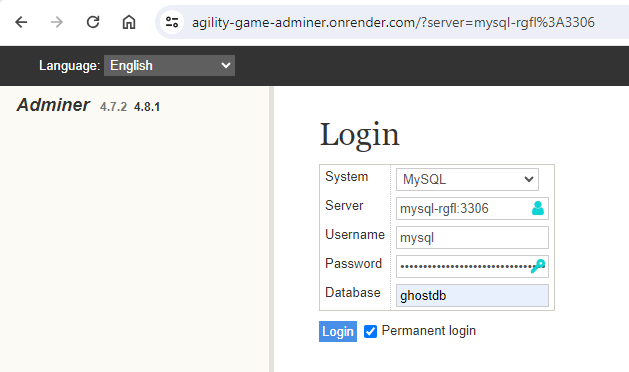 agility-game-adminer.onrender.com/?server=mysql-rgfl%3A3306
Language: English
Adminer 4.7.2 4.8.1
Login
System MySQL
Server mysql-rgfl:3306
Username mysql
Password ••••••••••••••••••••••••••••••••
Database ghostdb
Login Permanent login